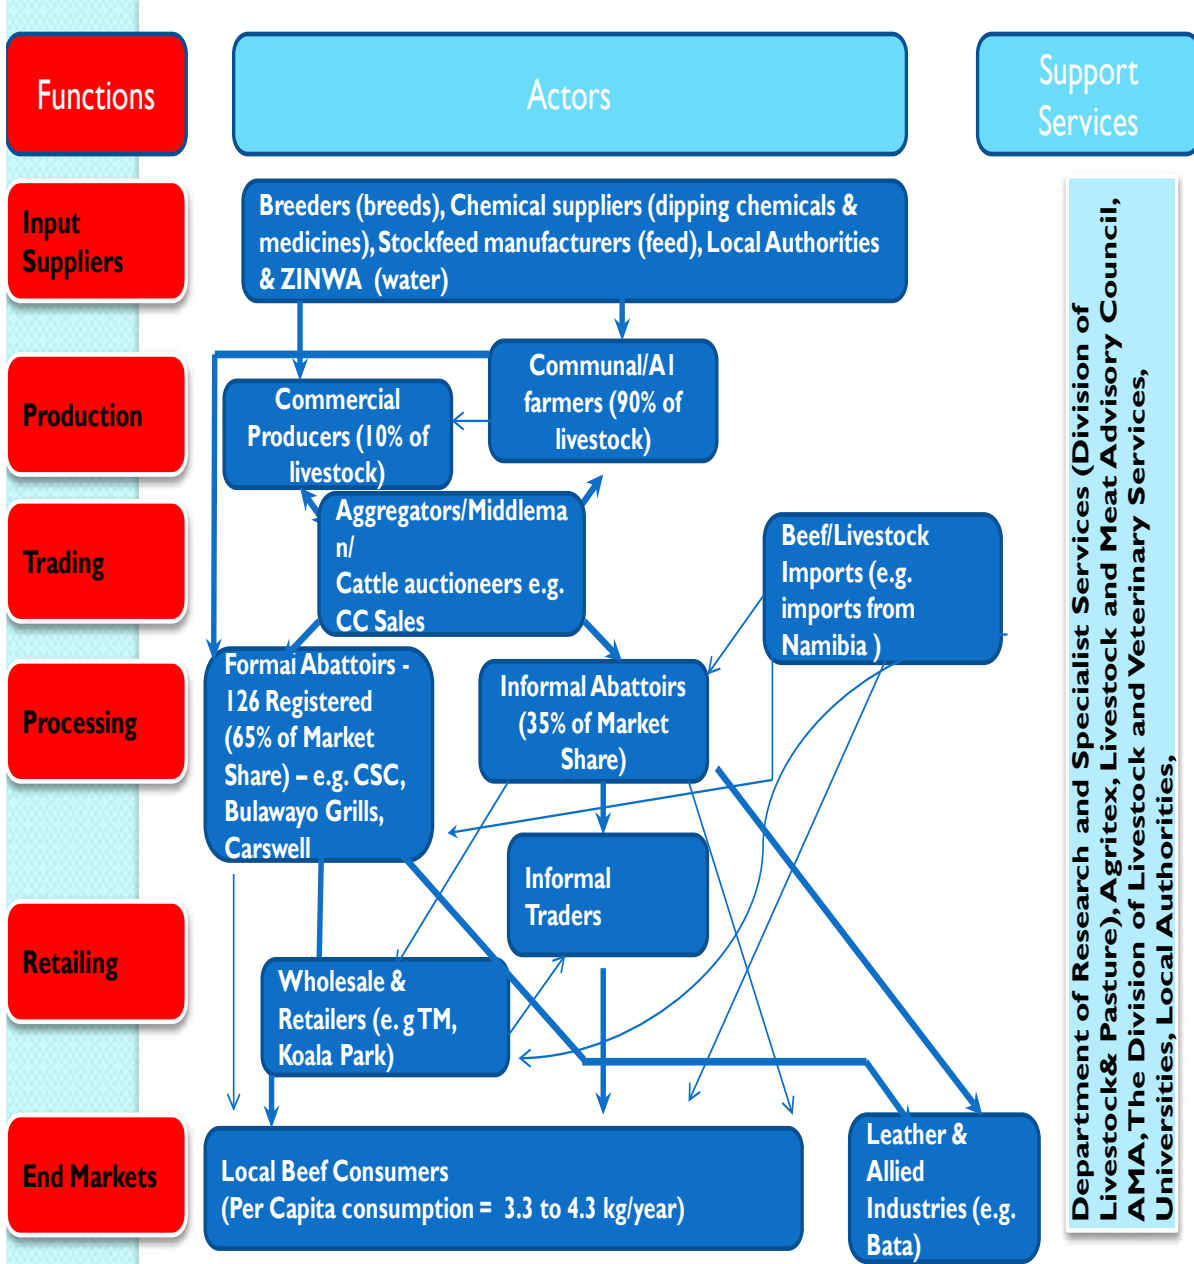 Functions
Actors
Support
Services
Input
Suppliers
Breeders (breeds), Chemical suppliers (dipping chemicals &
medicines), Stockfeed manufacturers (feed), Local Authorities
& ZINWA (water)
Production
Commercial
Producers (10% of
livestock)
Communal/A1
farmers (90% of
livestock)
Trading
Aggregators/Middlema
n/
Cattle auctioneers e.g.
CC Sales
Beef/Livestock
Imports (e.g.
imports from
Namibia )
Processing
Formal Abattoirs -
126 Registered
(65% of Market
Share) – e.g. CSC,
Bulawayo Grills,
Carswell
Informal Abattoirs
(35% of Market
Share)
Retailing
Informal
Traders
Wholesale &
Retailers (e. g TM,
Koala Park)
End Markets
Local Beef Consumers
(Per Capita consumption = 3.3 to 4.3 kg/year)
Leather &
Allied
Industries (e.g.
Bata)
Department of Research and Specialist Services (Division of
Livestock& Pasture), Agritex, Livestock and Meat Advisory Council,
AMA, The Division of Livestock and Veterinary Services,
Universities, Local Authorities,